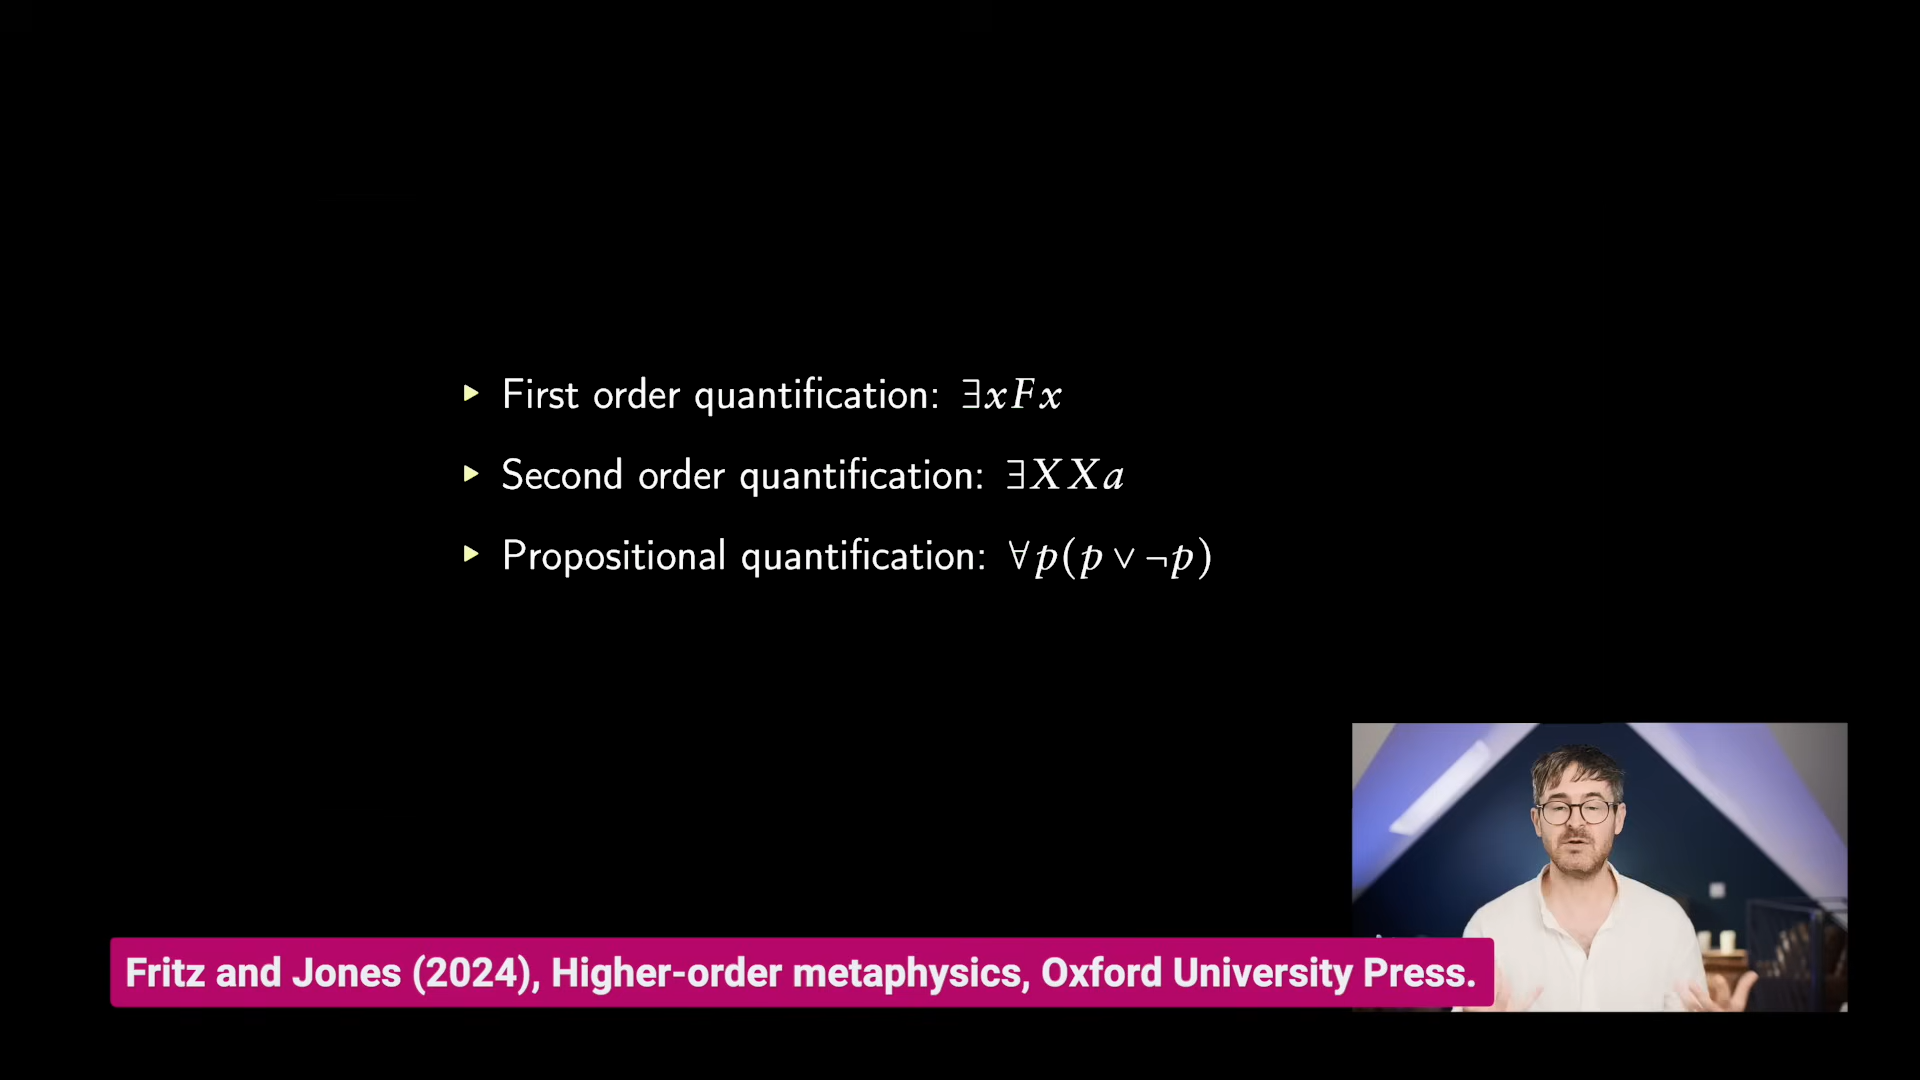 First order quantification: ∃xFx
Second order quantification: ∃XXa
Propositional quantification: ∀p(p∨¬p)
Fritz and Jones (2024), Higher-order metaphysics, Oxford University Press.